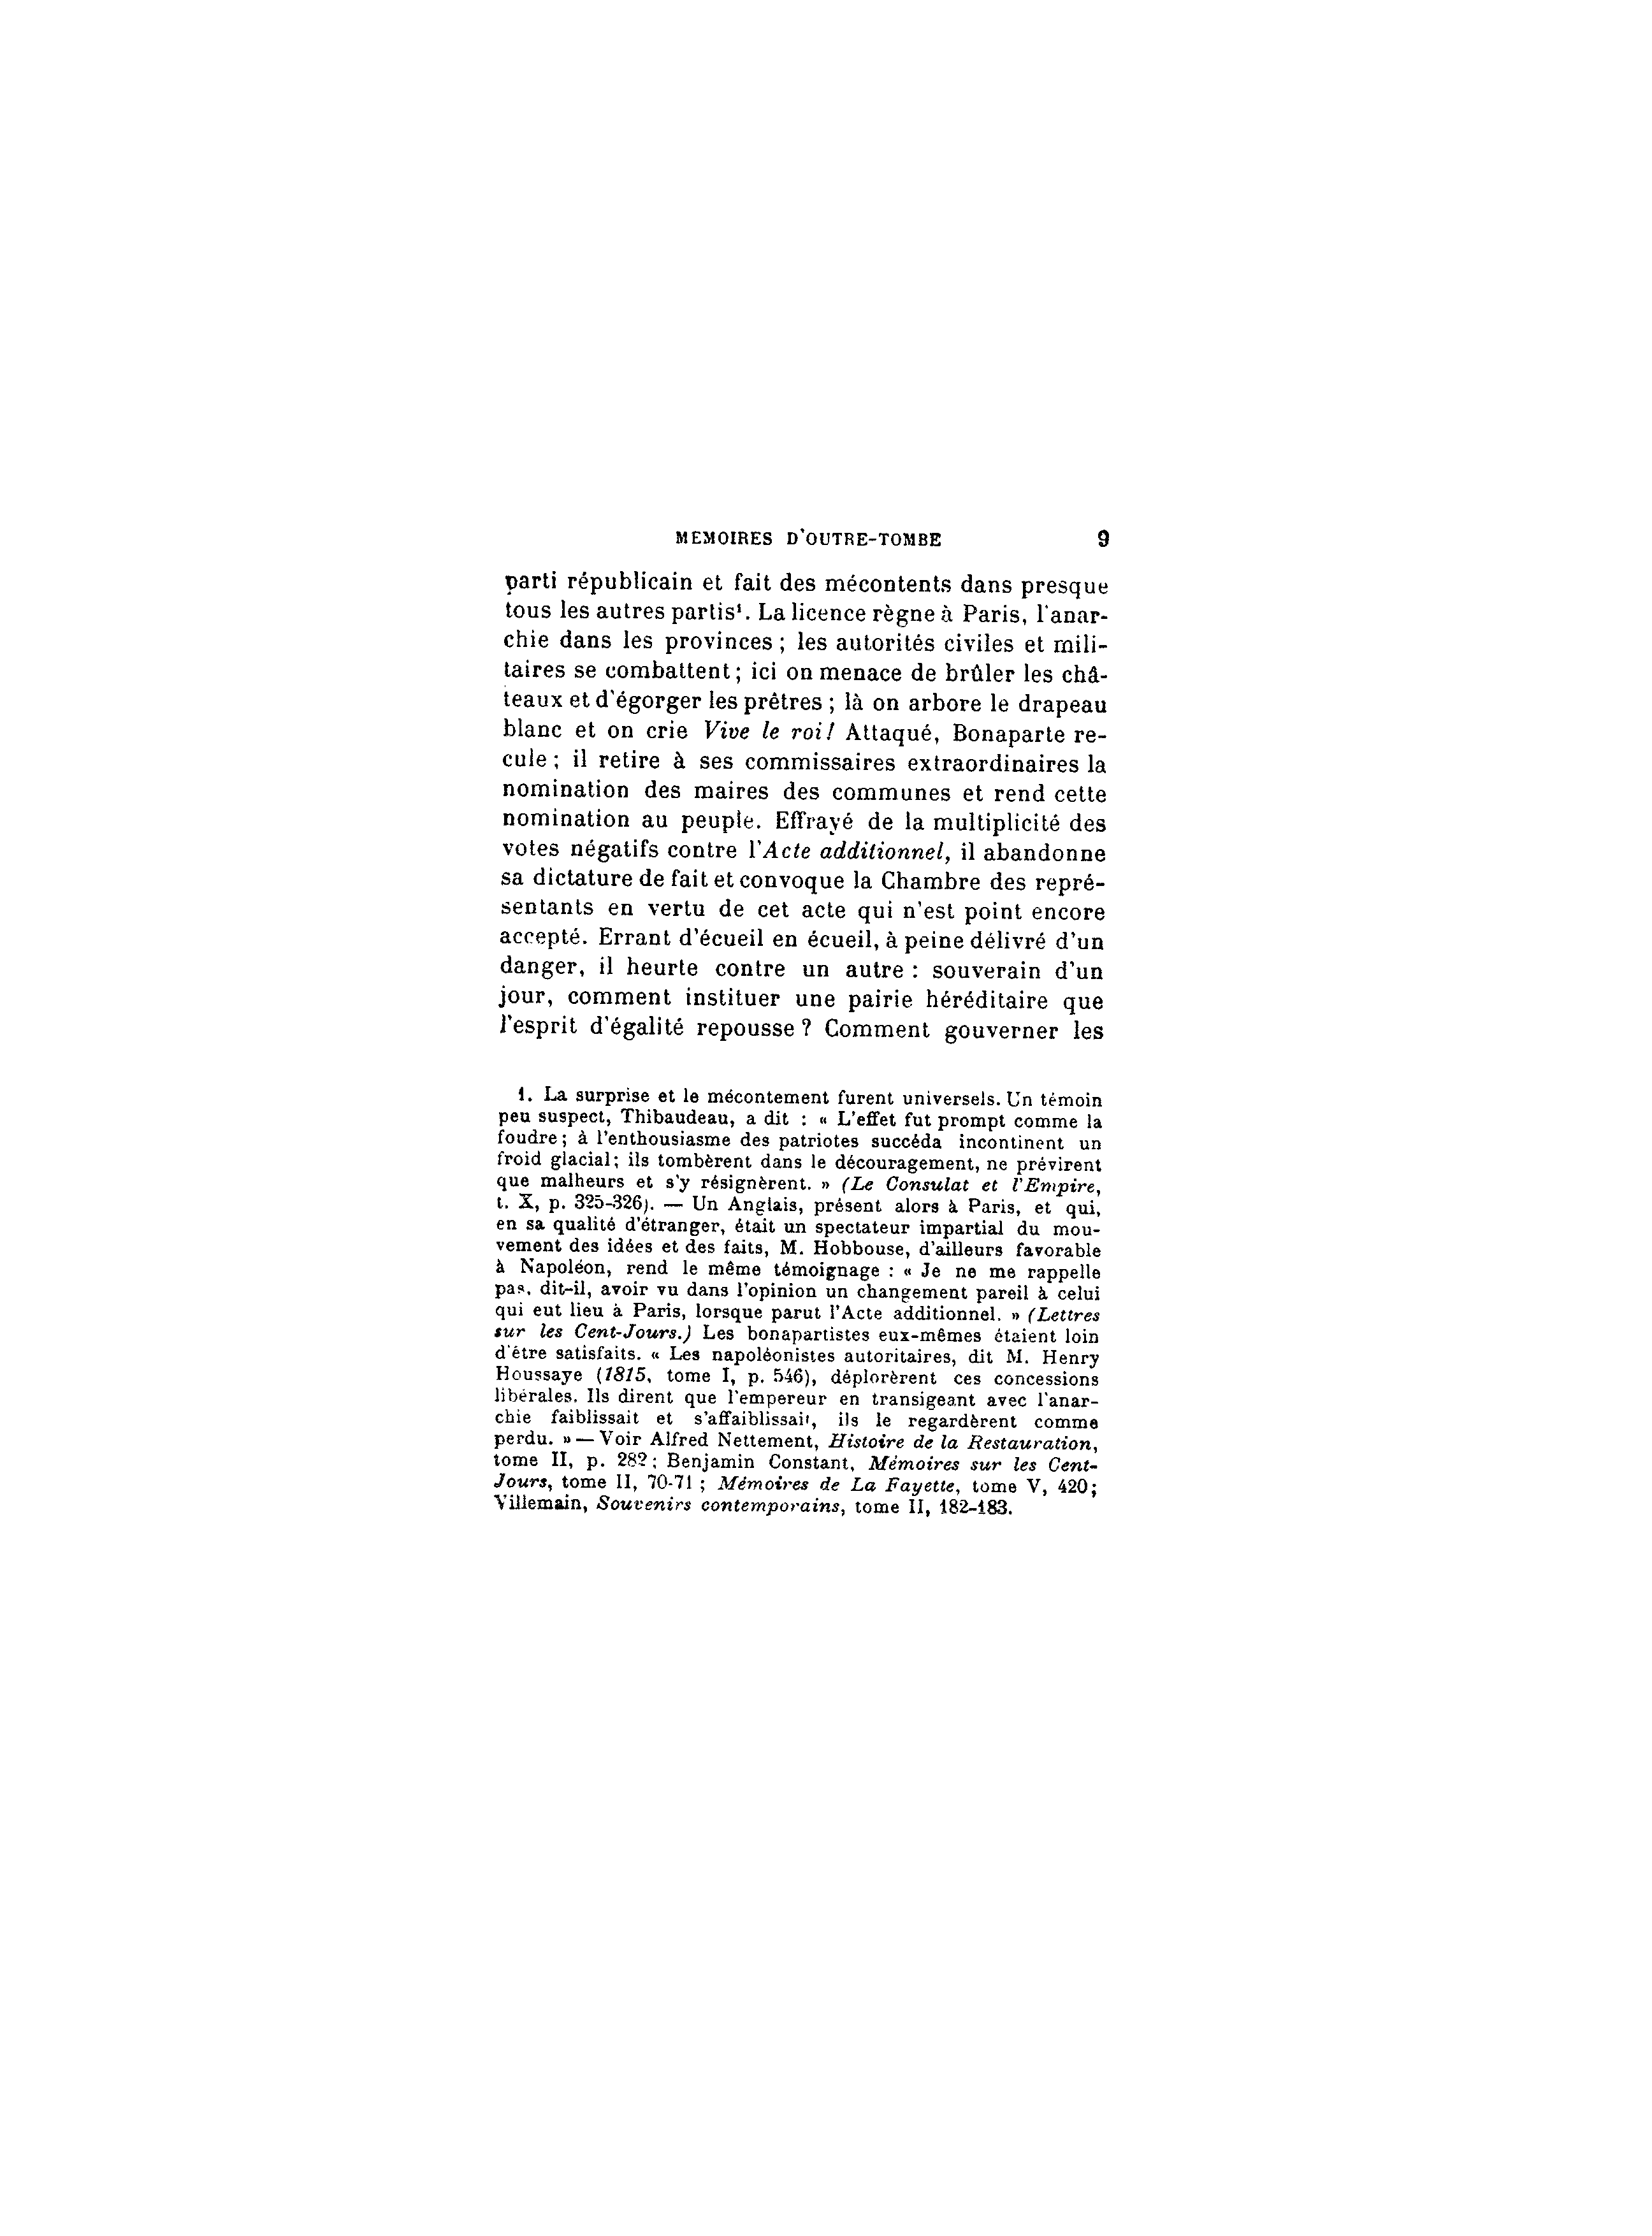 MEMOIRES D'OUTRE-TOMBE 9
parti républicain et fait des mécontents dans presque
tous les autres partis¹. La licence règne à Paris, l'anar-
chie dans les provinces ; les autorités civiles et mili-
taires se combattent ; ici on menace de brûler les châ-
teaux et d'égorger les prêtres ; là on arbore le drapeau
blanc et on crie Vive le roi! Attaqué, Bonaparte re-
cule ; il retire à ses commissaires extraordinaires la
nomination des maires des communes et rend cette
nomination au peuple. Effrayé de la multiplicité des
votes négatifs contre l'Acte additionnel, il abandonne
sa dictature de fait et convoque la Chambre des repré-
sentants en vertu de cet acte qui n'est point encore
accepté. Errant d'écueil en écueil, à peine délivré d'un
danger, il heurte contre un autre : souverain d'un
jour, comment instituer une pairie héréditaire que
l'esprit d'égalité repousse ? Comment gouverner les
1. La surprise et le mécontement furent universels. Un témoin
peu suspect, Thibaudeau, a dit : « L'effet fut prompt comme la
foudre ; à l'enthousiasme des patriotes succéda incontinent un
froid glacial ; ils tombèrent dans le découragement, ne prévirent
que malheurs et s'y résignèrent. » (Le Consulat et l'Empire,
t. X, p. 325-326). — Un Anglais, présent alors à Paris, et qui,
en sa qualité d'étranger, était un spectateur impartial du mou-
vement des idées et des faits, M. Hobbouse, d'ailleurs favorable
à Napoléon, rend le même témoignage : « Je ne me rappelle
pas, dit-il, avoir vu dans l'opinion un changement pareil à celui
qui eut lieu à Paris, lorsque parut l'Acte additionnel. » (Lettres
sur les Cent-Jours.) Les bonapartistes eux-mêmes étaient loin
d'être satisfaits. « Les napoléonistes autoritaires, dit M. Henry
Houssaye (1815, tome I, p. 546), déplorèrent ces concessions
libérales. Ils dirent que l'empereur en transigeant avec l'anar-
chie faiblissait et s'affaiblissait, ils le regardèrent comme
perdu. » — Voir Alfred Nettement, Histoire de la Restauration,
tome II, p. 282 ; Benjamin Constant, Mémoires sur les Cent-
Jours, tome II, 70-71 ; Mémoires de La Fayette, tome V, 420 ;
Villemain, Souvenirs contemporains, tome II, 182-183.